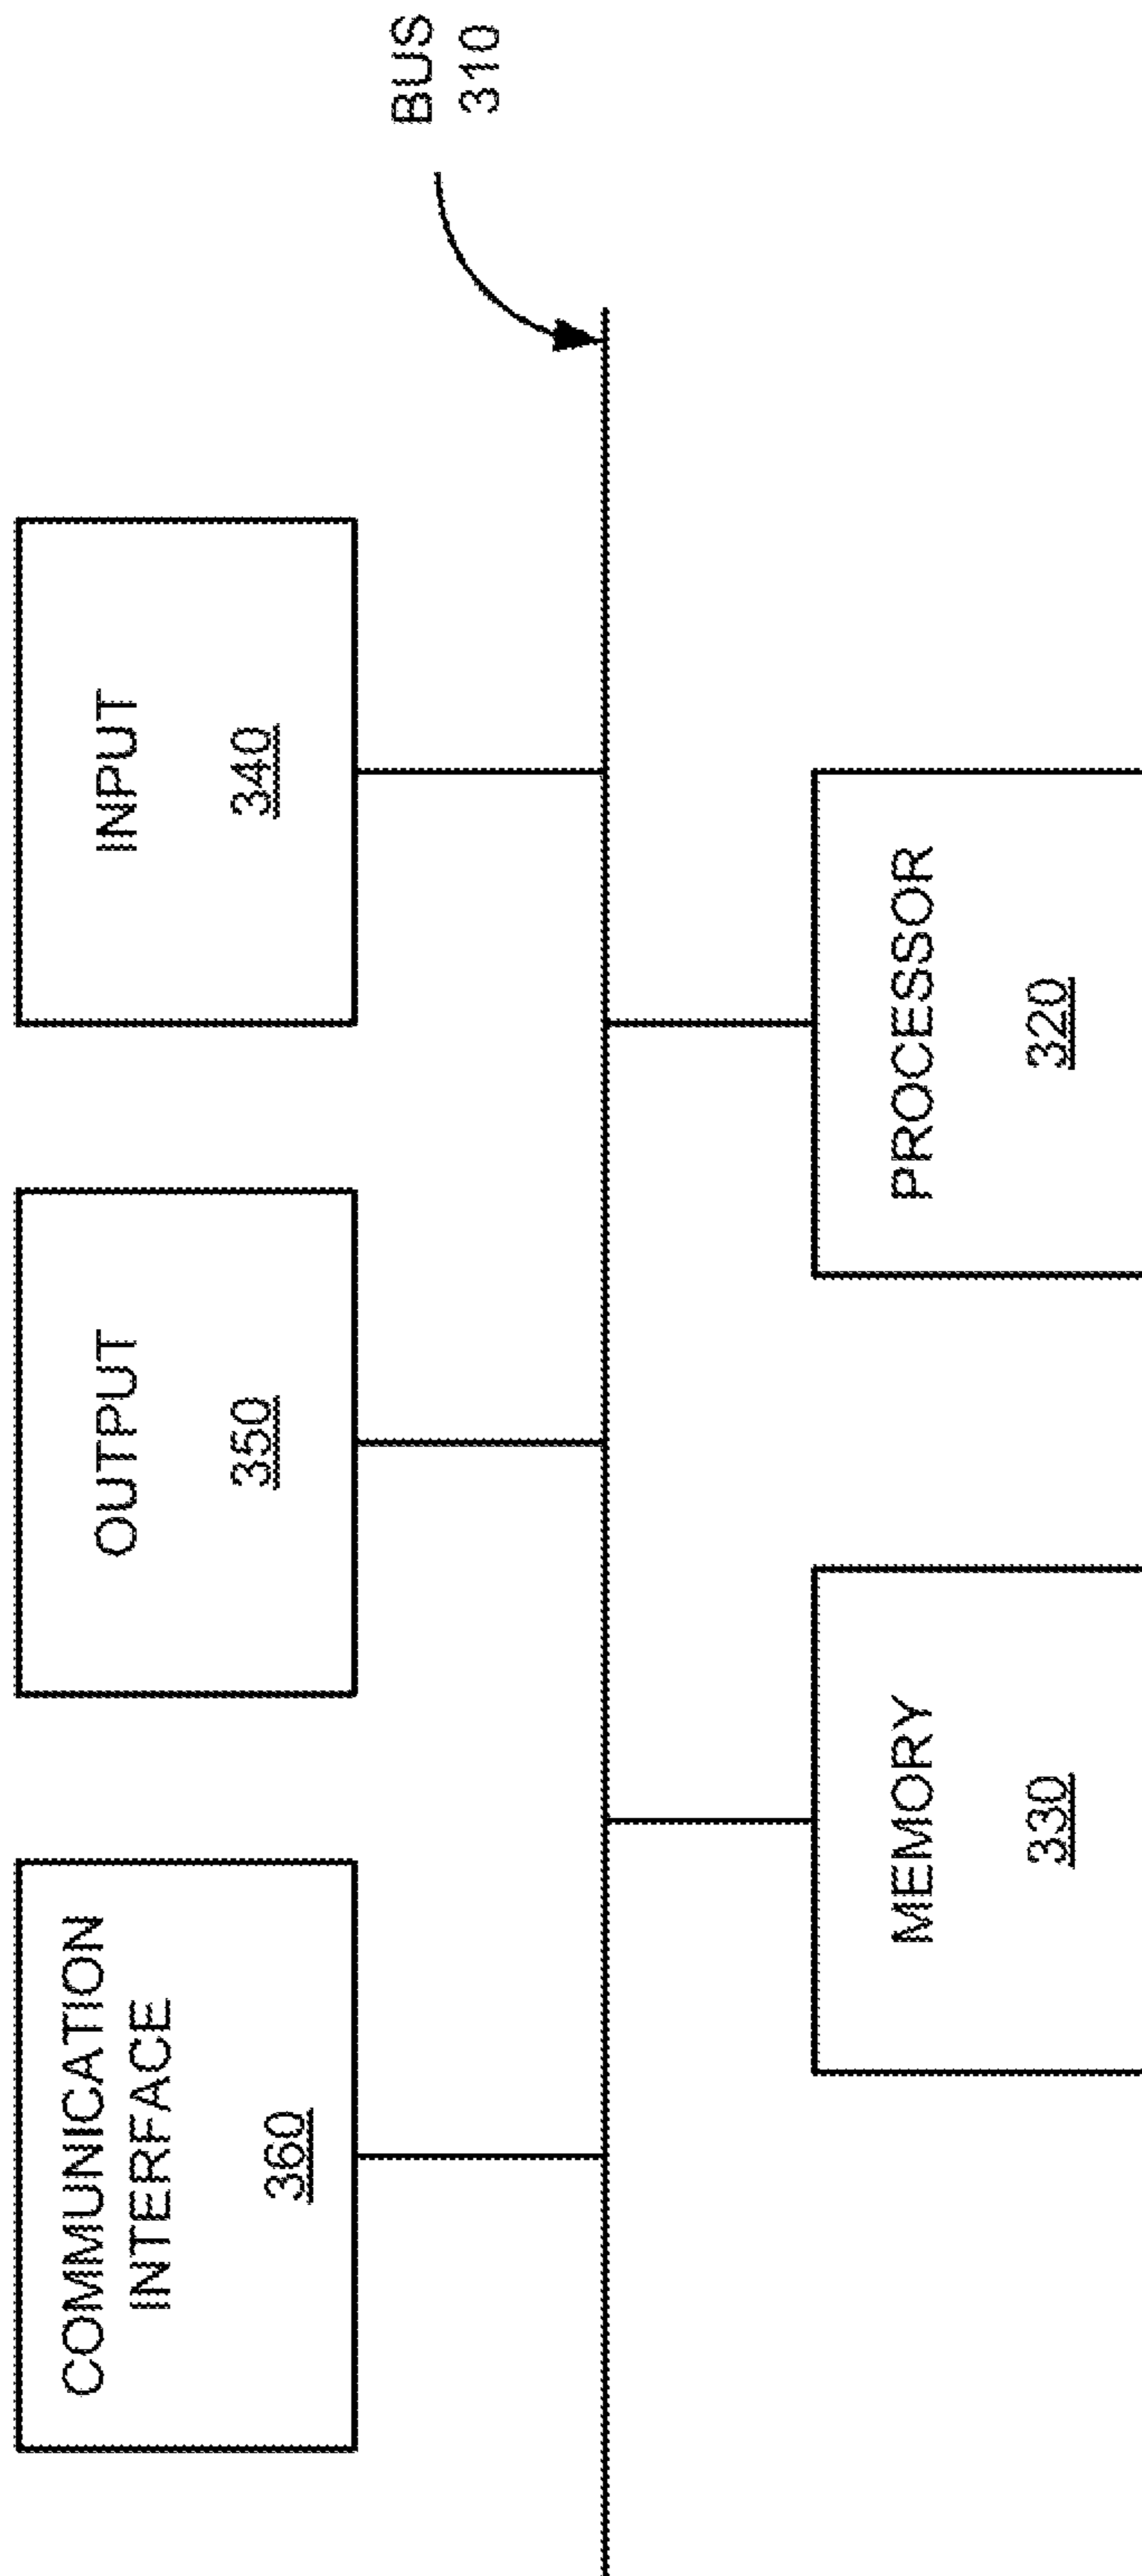 COMMUNICATION
INTERFACE
360
OUTPUT
350
INPUT
340
BUS
310
MEMORY
330
PROCESSOR
320